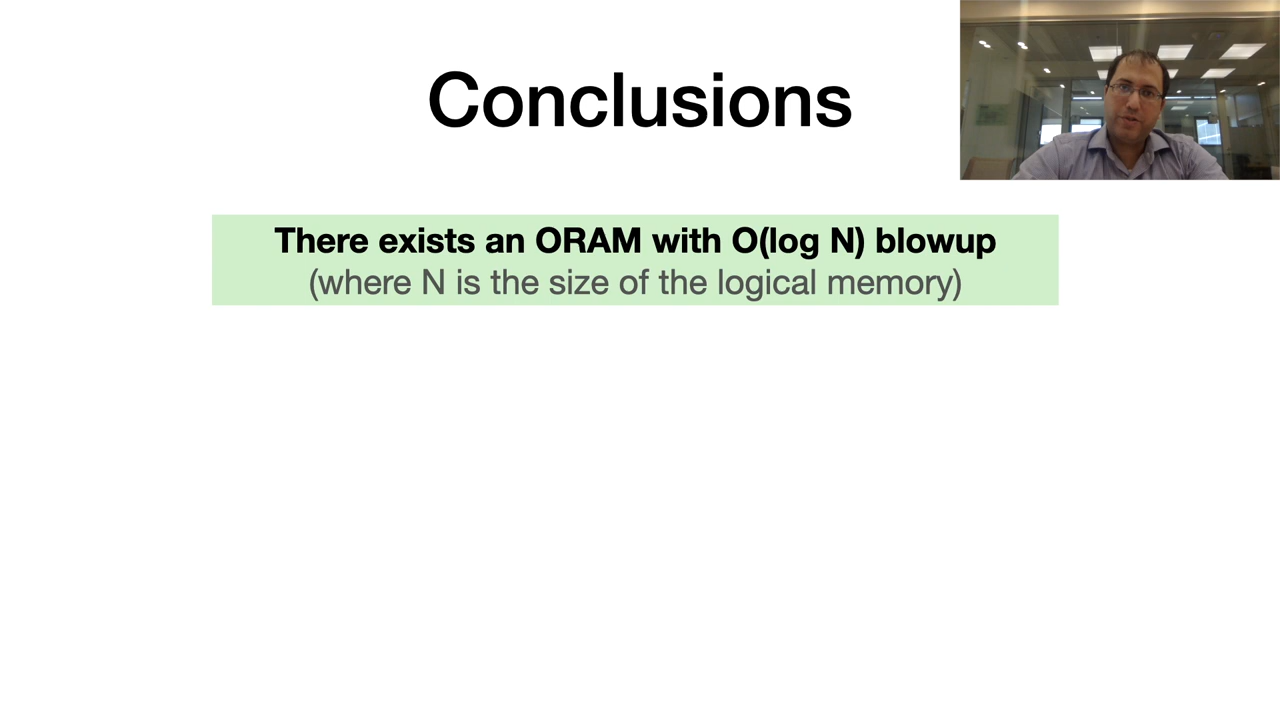 Conclusions
There exists an ORAM with O(log N) blowup
(where N is the size of the logical memory)